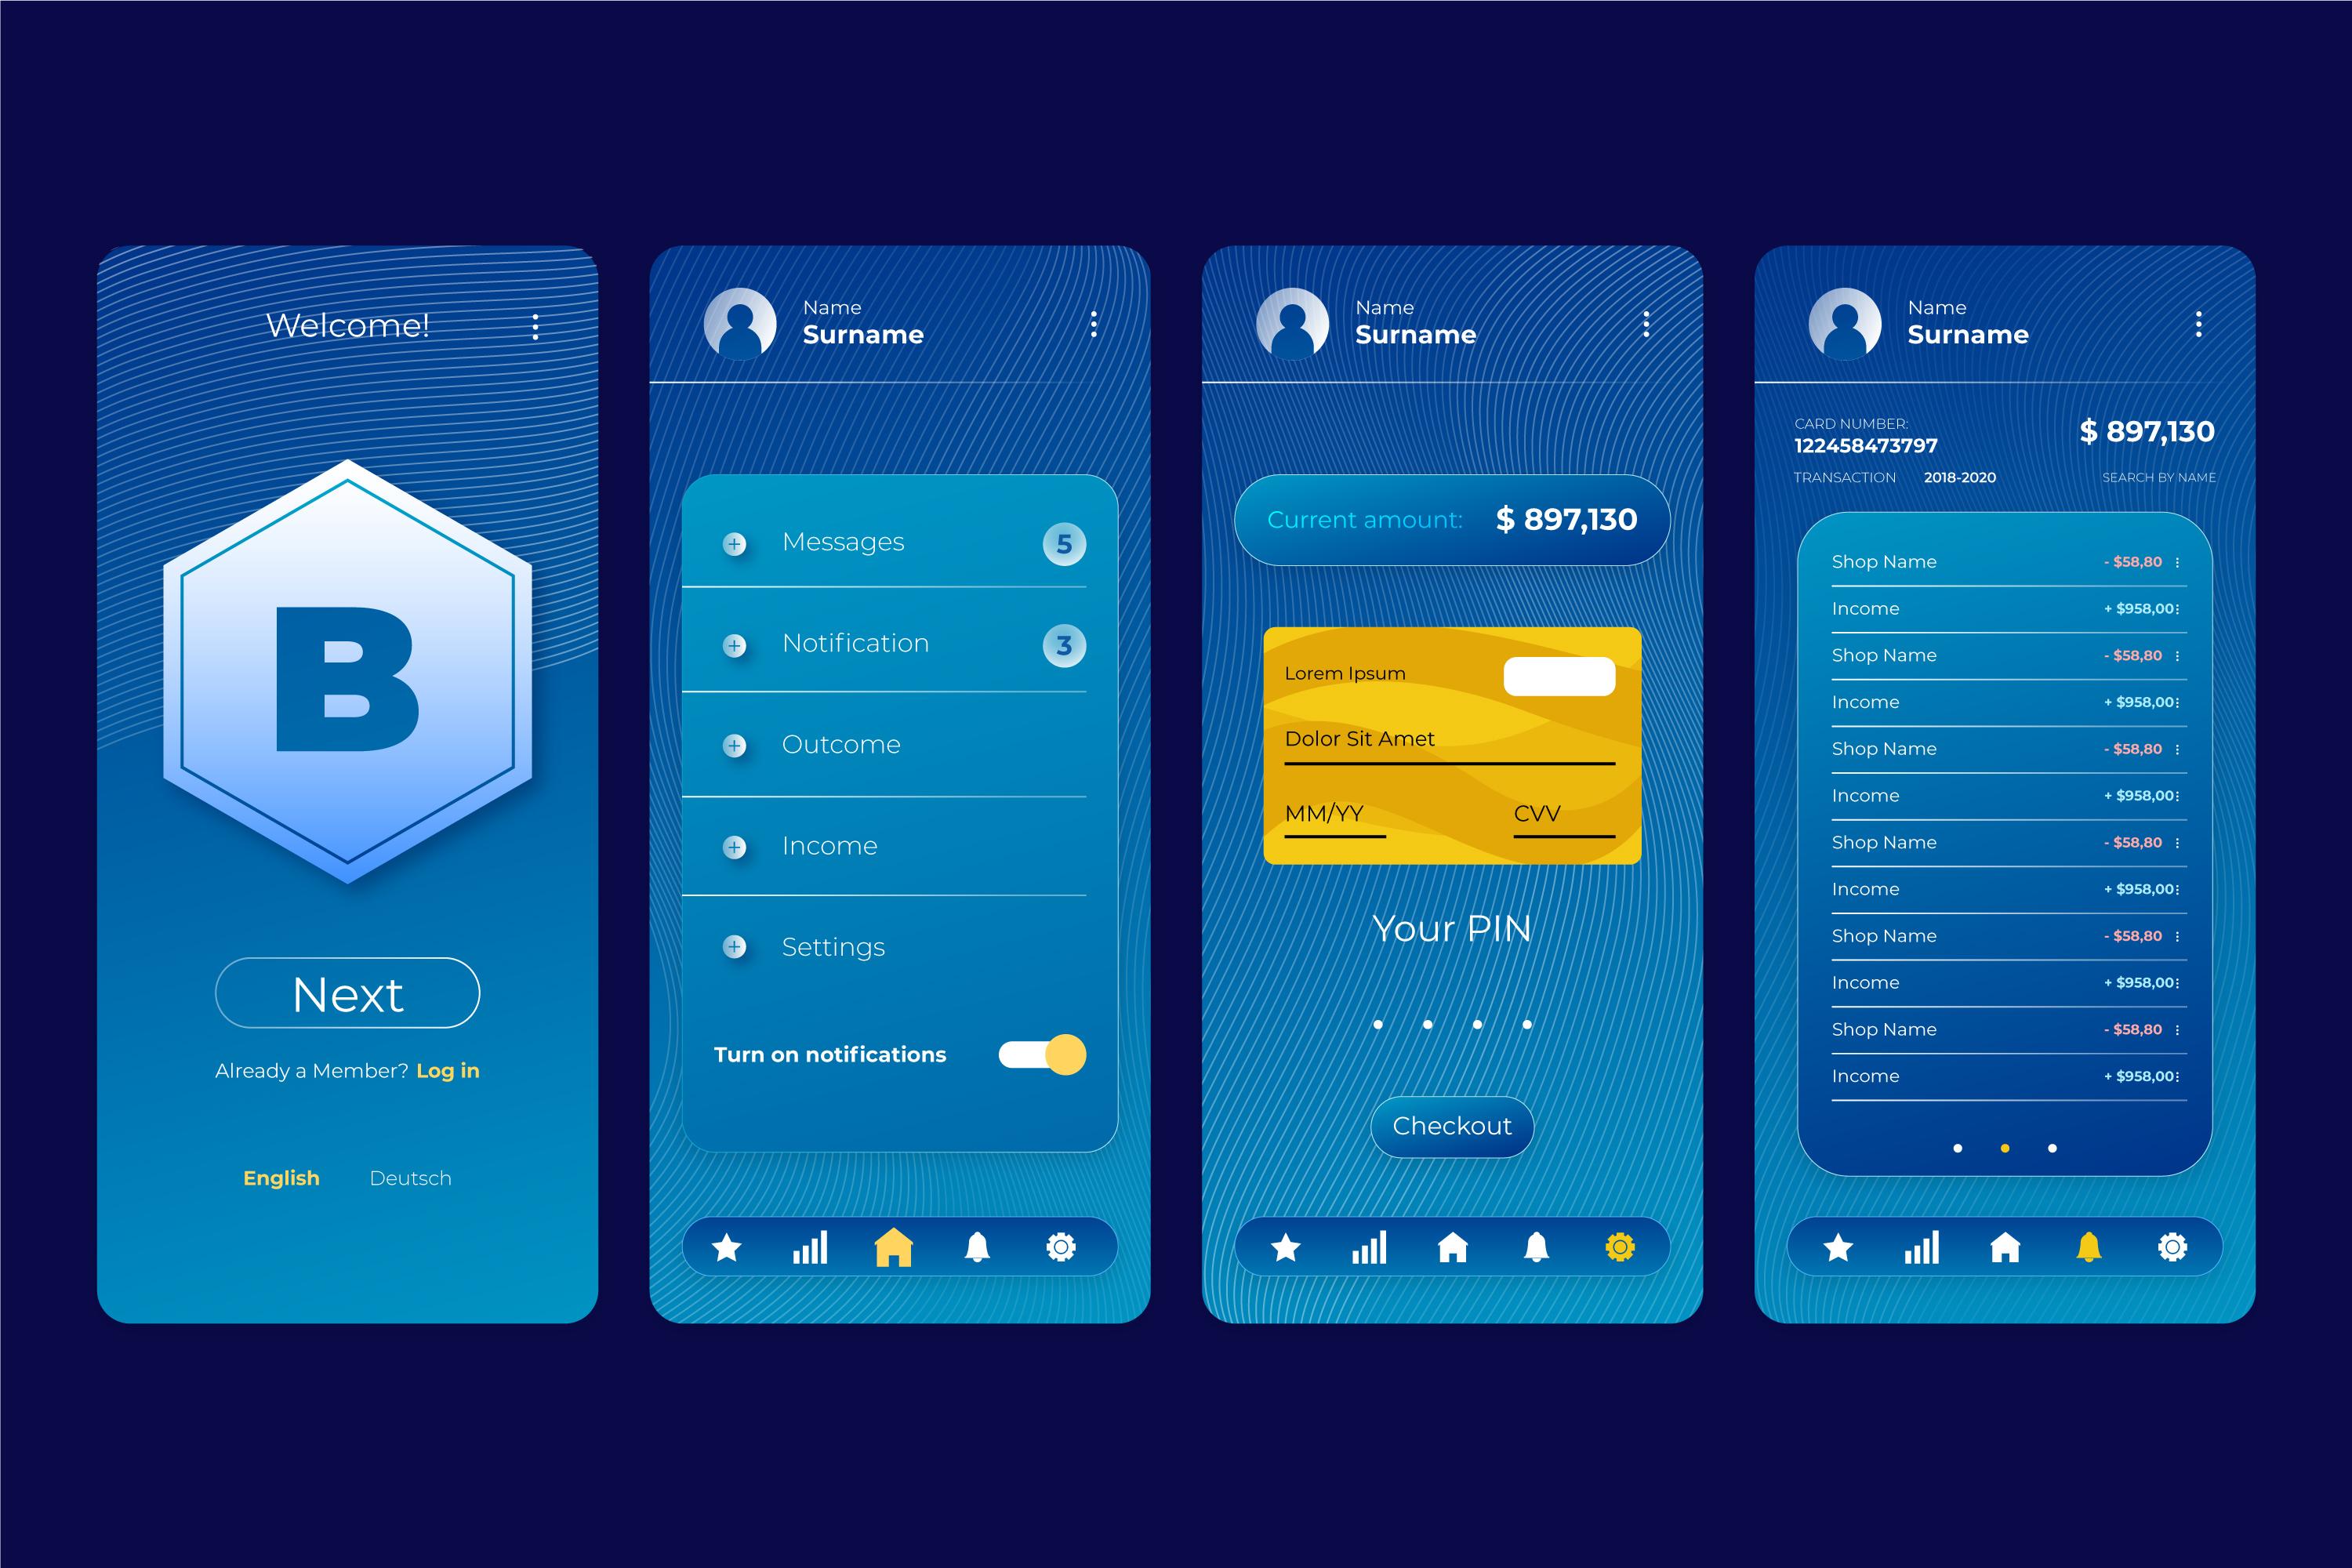 Welcome!
B
Next
Already a Member? Log in
English Deutsch
Name
Surname
Messages 5
Notification 3
Outcome
Income
Settings
Turn on notifications
Name
Surname
Current amount: $ 897,130
Lorem Ipsum
Dolor Sit Amet
MM/YY CVV
Your PIN
Checkout
Name
Surname
CARD NUMBER:
122458473797
$ 897,130
TRANSACTION 2018-2020 SEARCH BY NAME
Shop Name - $58,80
Income + $958,00
Shop Name - $58,80
Income + $958,00
Shop Name - $58,80
Income + $958,00
Shop Name - $58,80
Income + $958,00
Shop Name - $58,80
Income + $958,00
Shop Name - $58,80
Income + $958,00